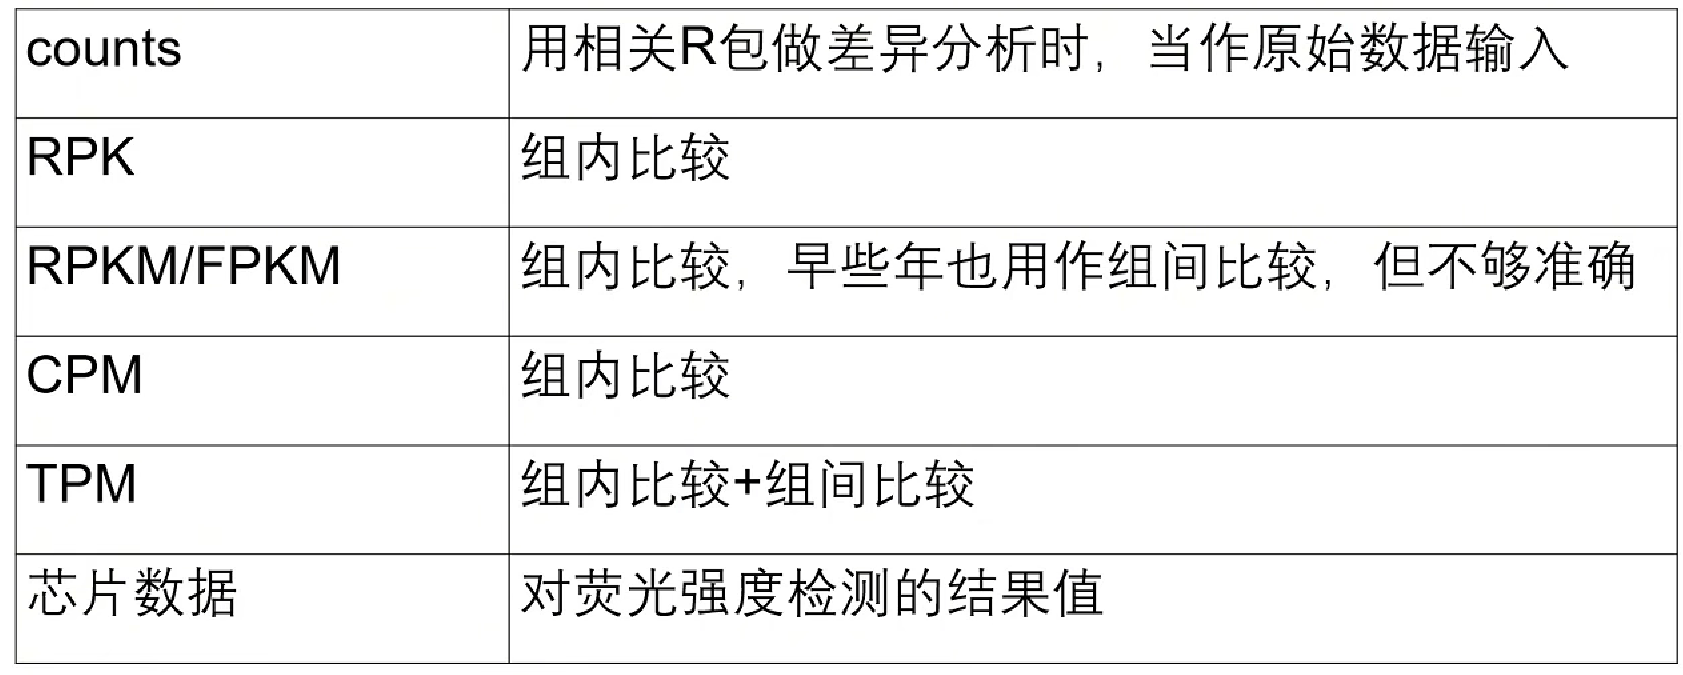 counts
用相关R包做差异分析时，当作原始数据输入
RPK
组内比较
RPKM/FPKM
组内比较，早些年也用作组间比较，但不够准确
CPM
组内比较
TPM
组内比较+组间比较
芯片数据
对荧光强度检测的结果值